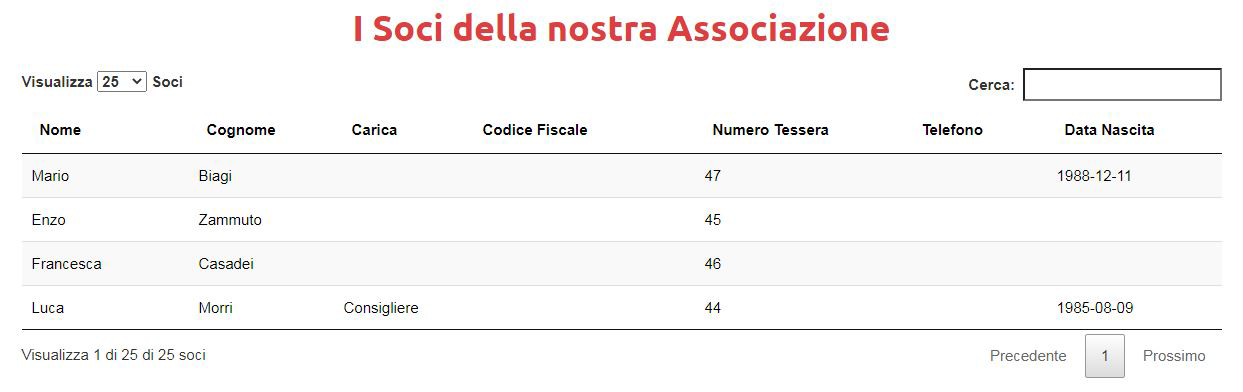 I Soci della nostra Associazione
Visualizza 25 Soci Cerca:
Nome Cognome Carica Codice Fiscale Numero Tessera Telefono Data Nascita
Mario Biagi 47 1988-12-11
Enzo Zammuto 45
Francesca Casadei 46
Luca Morri Consigliere 44 1985-08-09
Visualizza 1 di 25 di 25 soci Precedente 1 Prossimo